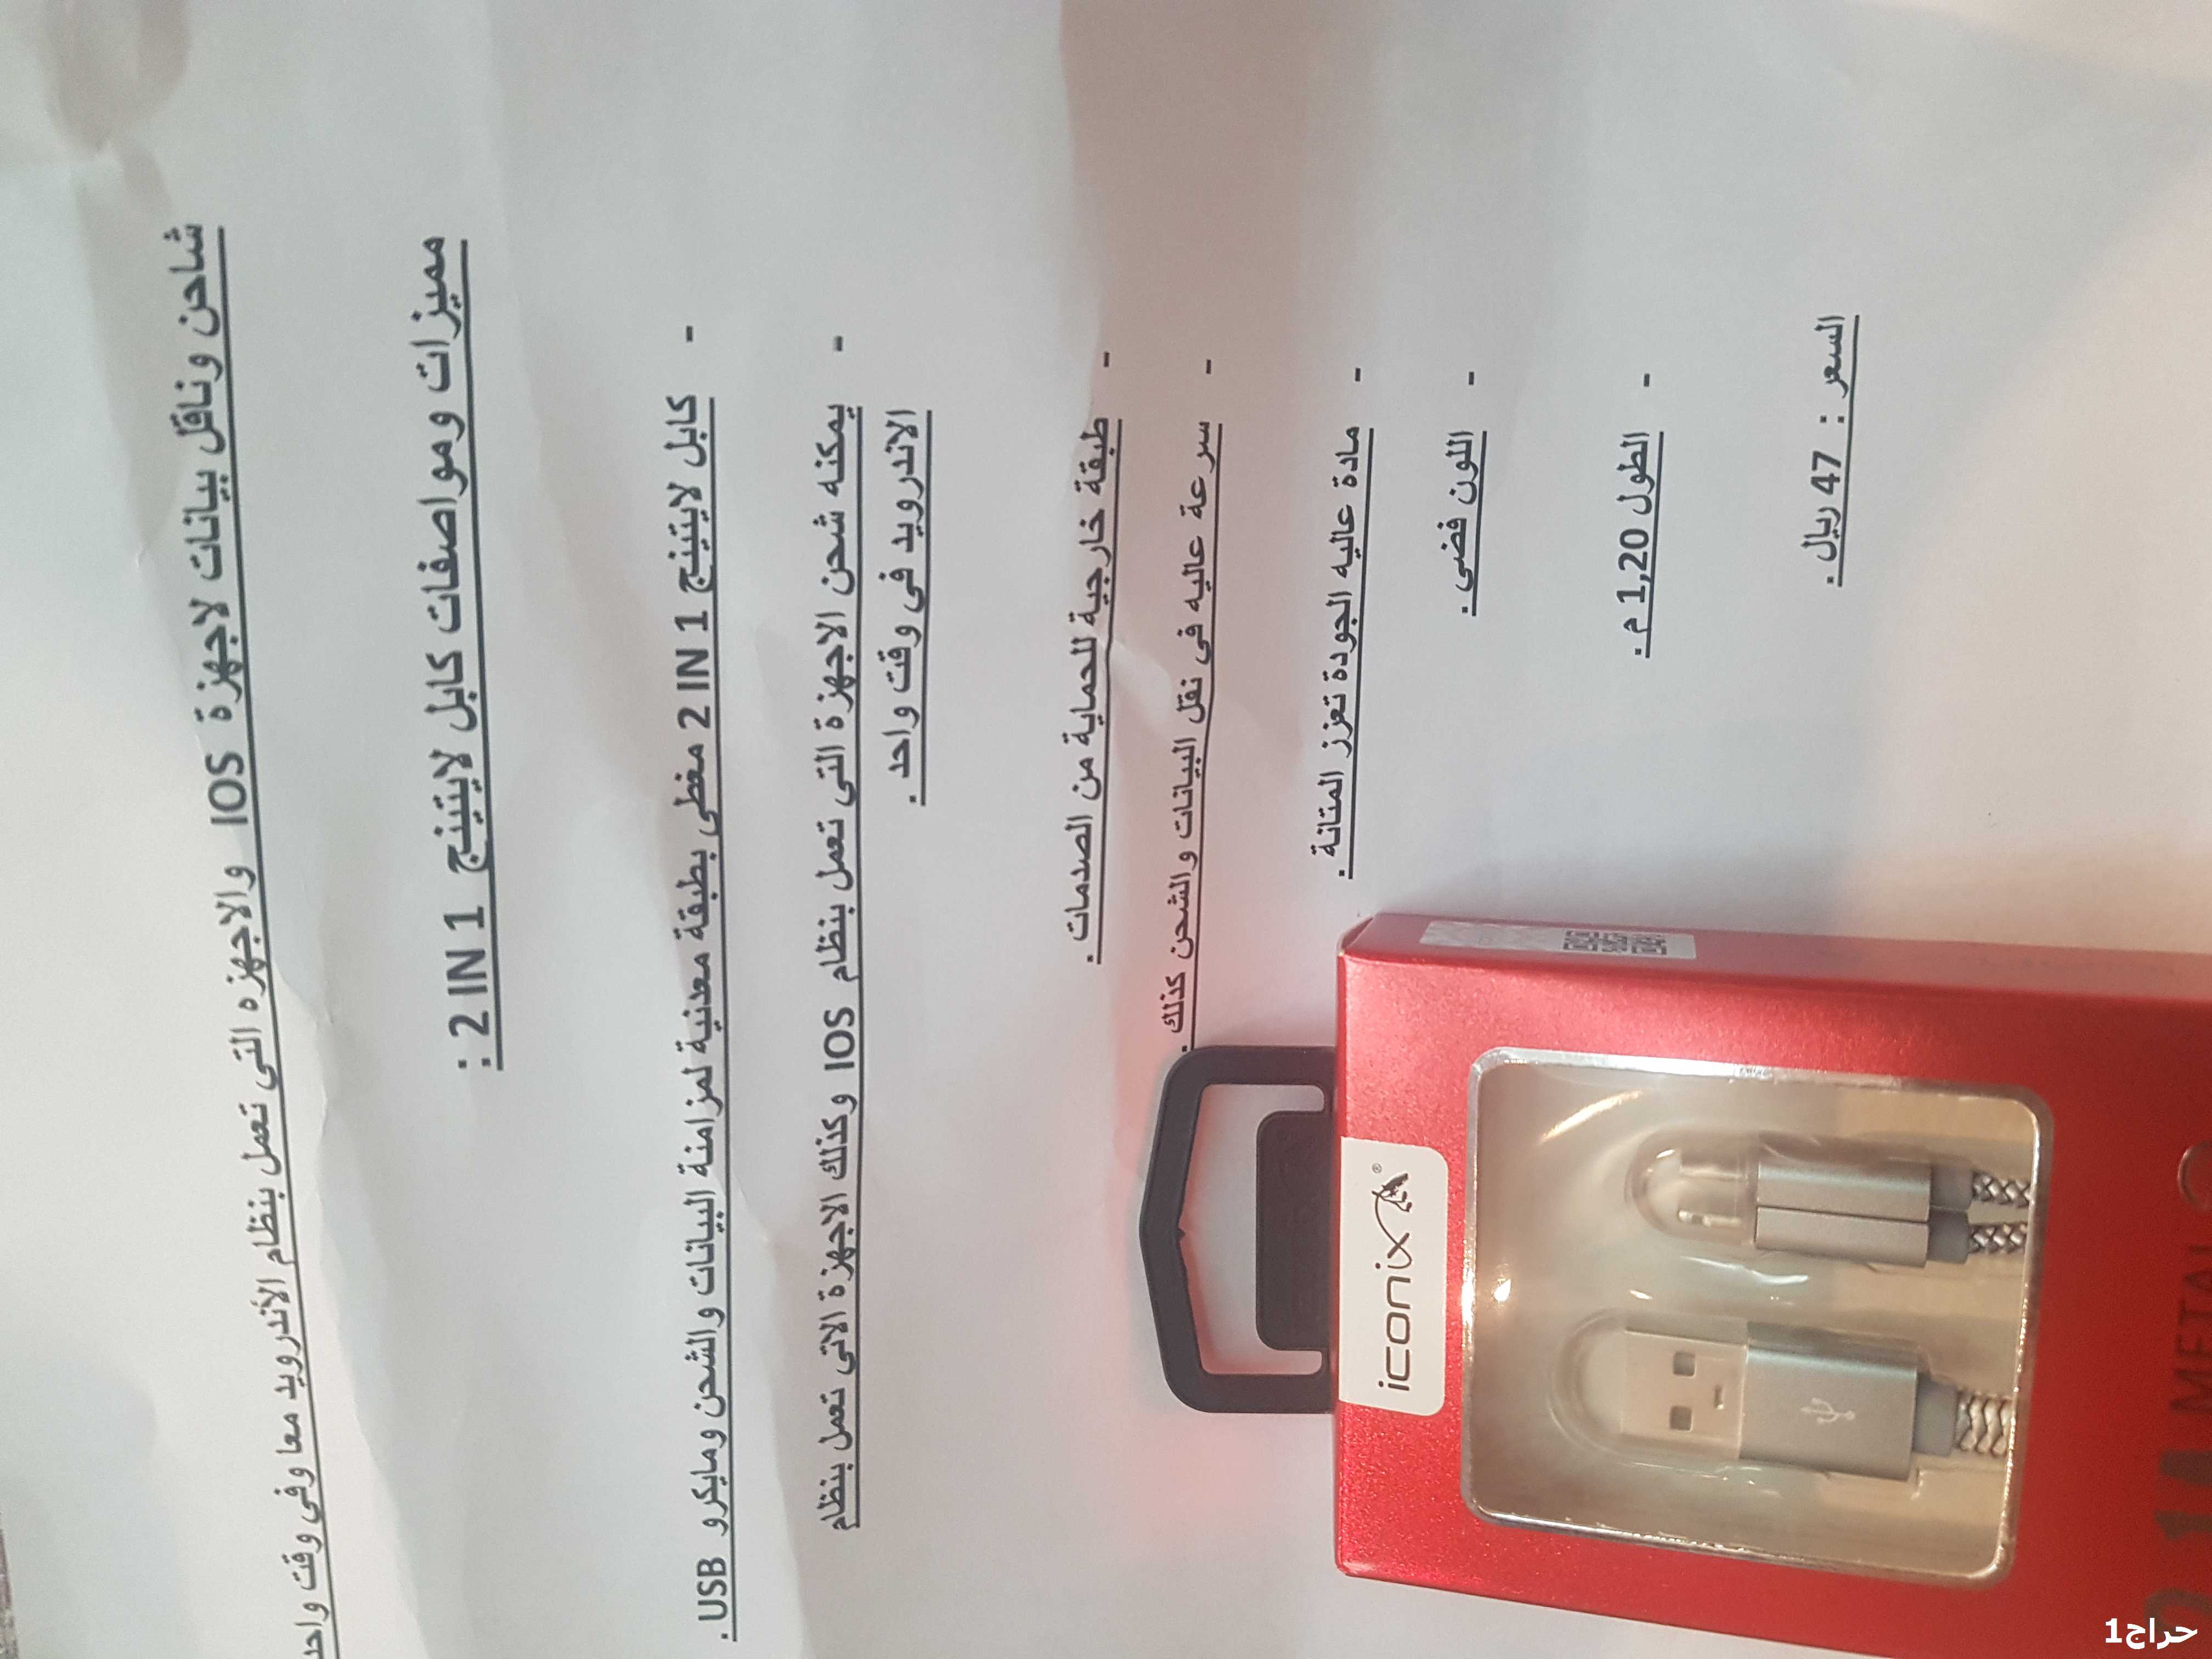 شاحن وناقل بيانات لاجهزة IOS والاجهزه التى تعمل بنظام الأندرويد معا وفى وقت واحد
مميزات ومواصفات كابل لايتينج 2 IN 1 :
- كابل لايتينج 2 IN 1 مغطى بطبقة معدنية لمزامنة البيانات والشحن ومايكرو USB .
- يمكنه شحن الاجهزة التى تعمل بنظام IOS وكذلك الاجهزة الاتى تعمل بنظام
الاندرويد فى وقت واحد .
- طبقة خارجية للحماية من الصدمات .
- سرعة عاليه فى نقل البيانات والشحن كذلك .
- مادة عاليه الجودة تعزز المتانة .
- اللون فضى .
- الطول 1,20 م .
السعر : 47 ريال .
iconix®
2.1A METAL
حراج1